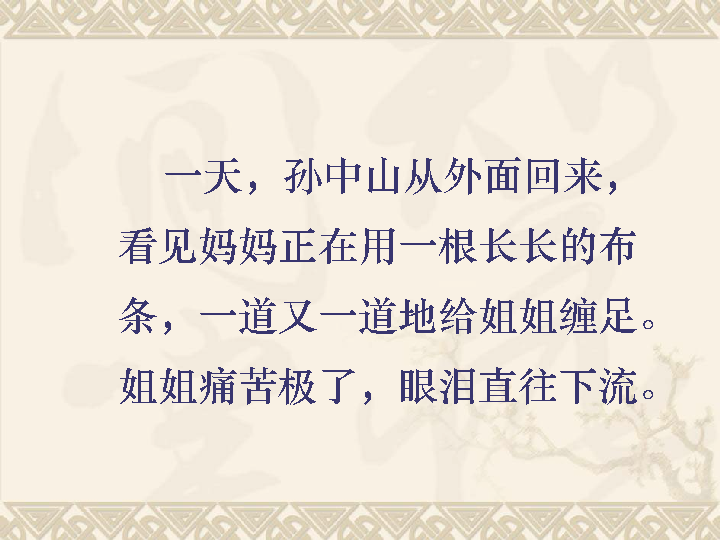 一天，孙中山从外面回来，
看见妈妈正在用一根长长的布
条，一道又一道地给姐姐缠足。
姐姐痛苦极了，眼泪直往下流。